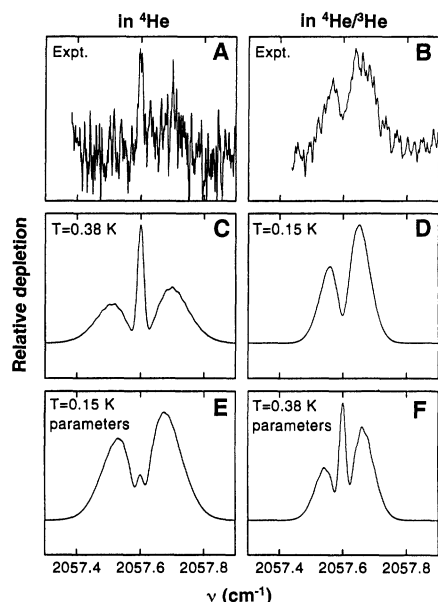 in ⁴He
in ⁴He/³He
Expt.
A
Expt.
B
T=0.38 K
C
T=0.15 K
D
T=0.15 K
parameters
E
T=0.38 K
parameters
F
Relative depletion
2057.4 2057.6 2057.8
2057.4 2057.6 2057.8
ν (cm⁻¹)